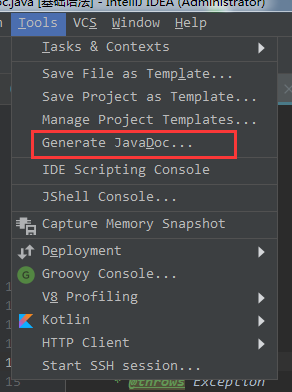 oc.java [基础语法] - IntelliJ IDEA (Administrator)
Tools VCS Window Help
Tasks & Contexts
Save File as Template...
Save Project as Template...
Manage Project Templates...
Generate JavaDoc...
IDE Scripting Console
JShell Console...
Capture Memory Snapshot
Deployment
G Groovy Console...
V8 Profiling
Kotlin
HTTP Client
Start SSH session...
15 * @throws Exception